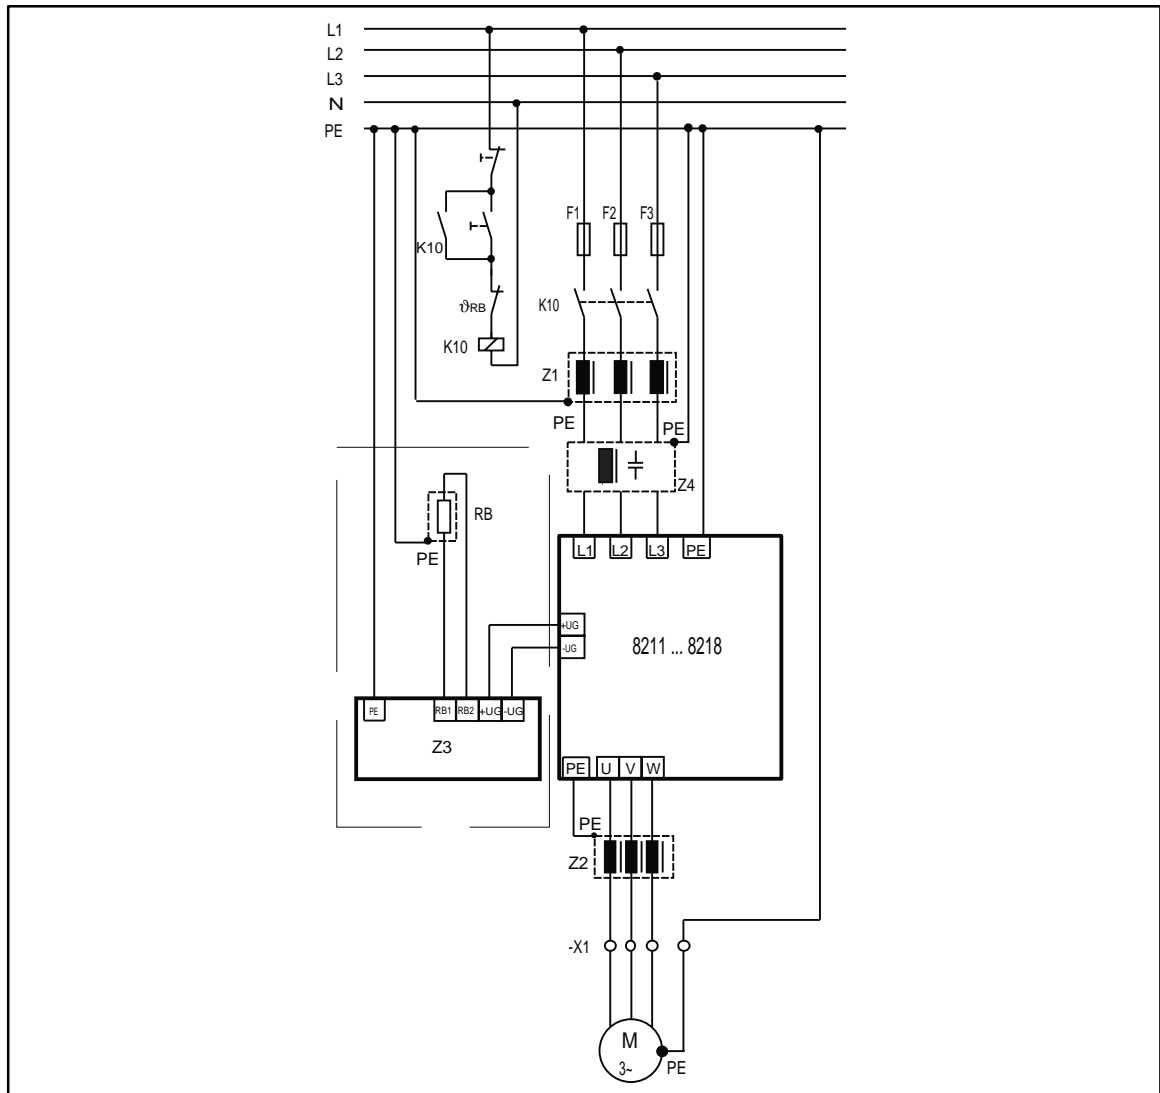 L1
L2
L3
N
PE
F1 F2 F3
K10
ϑRB
K10
K10
Z1
PE
PE
Z4
RB
PE
L1 L2 L3 PE
+UG
-UG
8211 ... 8218
PE RB1 RB2 +UG -UG
Z3
PE U V W
PE
Z2
-X1
M
3~
PE